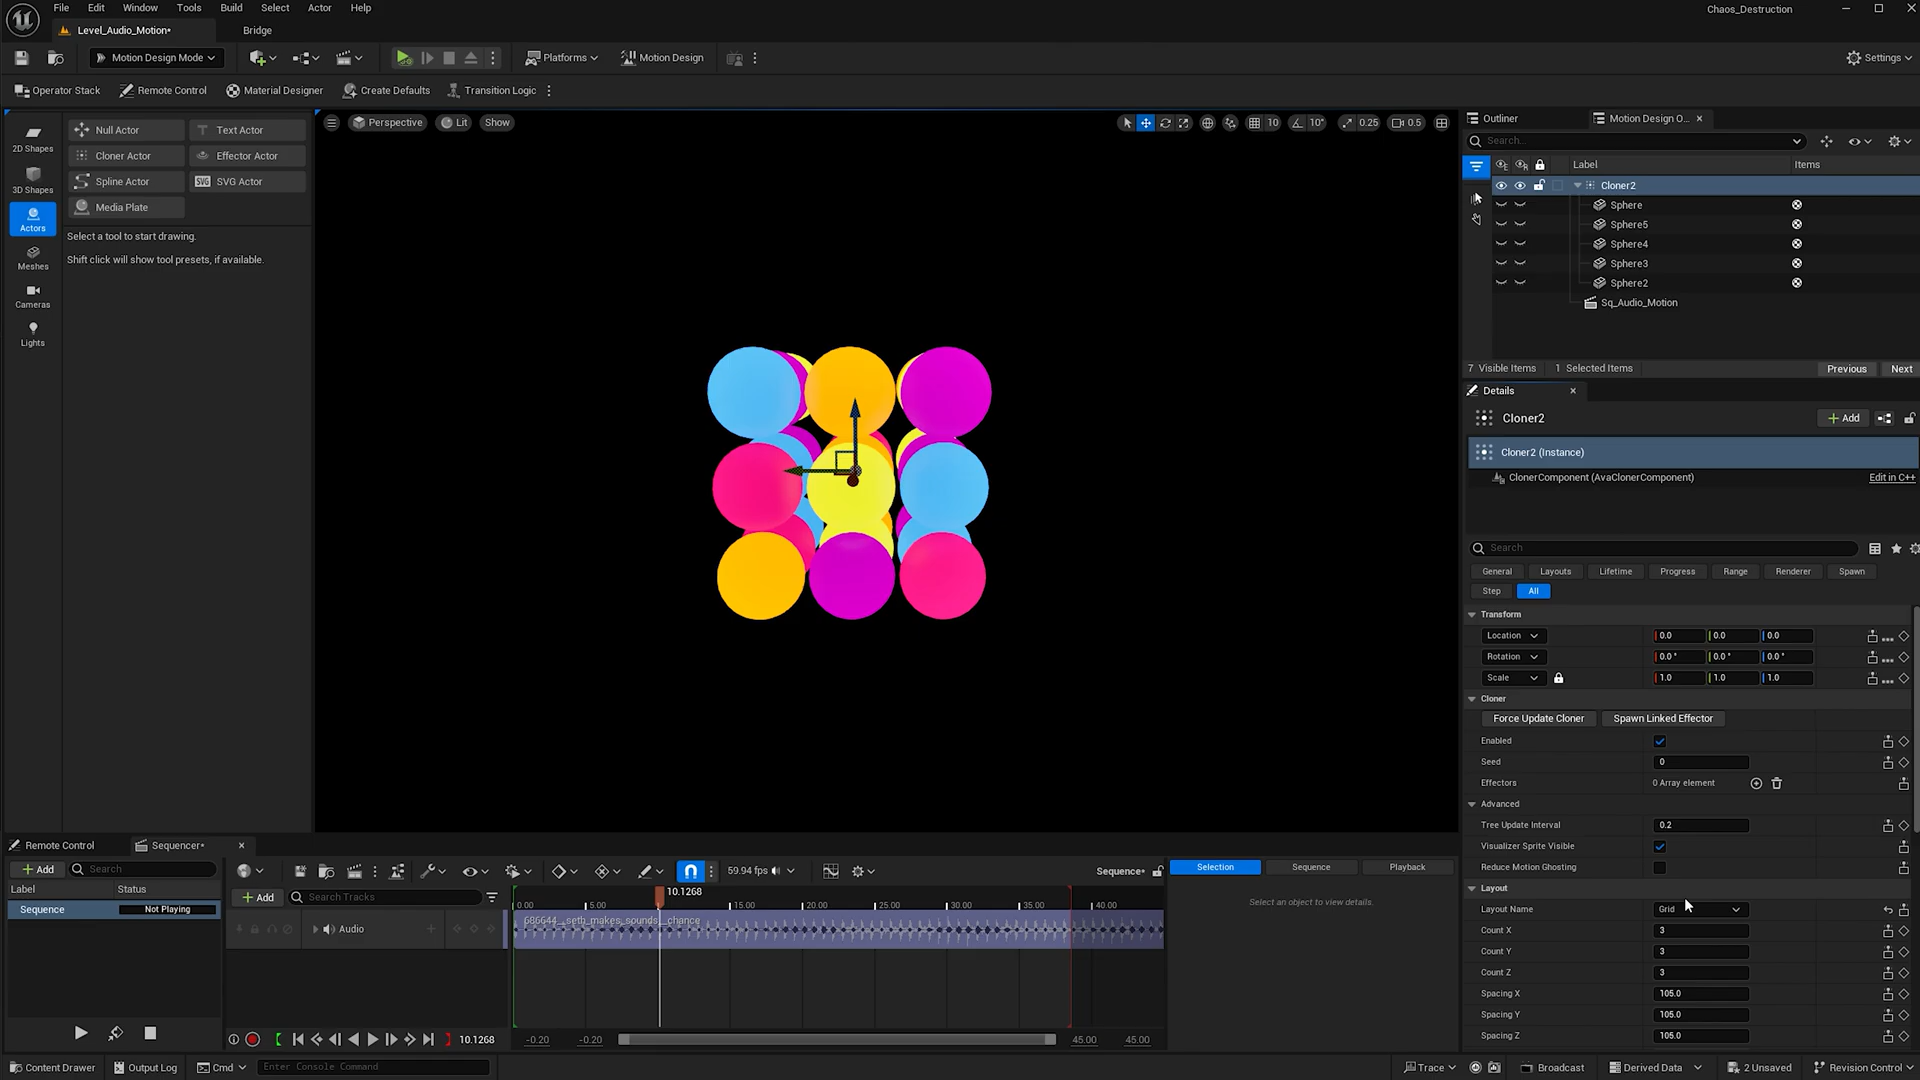 File Edit Window Tools Build Select Actor Help
Chaos_Destruction
Level_Audio_Motion•
Bridge
Motion Design Mode
Platforms
Motion Design
Settings
Operator Stack
Remote Control
Material Designer
Create Defaults
Transition Logic
2D Shapes
3D Shapes
Actors
Meshes
Cameras
Lights
Null Actor
Text Actor
Cloner Actor
Effector Actor
Spline Actor
SVG
SVG Actor
Media Plate
Select a tool to start drawing.
Shift click will show tool presets, if available.
Perspective
Lit
Show
10
10°
0.25
0.5
Outliner
Motion Design O...
Search...
Label
Items
Cloner2
Sphere
Sphere5
Sphere4
Sphere3
Sphere2
Sq_Audio_Motion
7 Visible Items
1 Selected Items
Previous
Next
Details
Cloner2
Add
Cloner2 (Instance)
ClonerComponent (AvaClonerComponent)
Edit in C++
Search
General
Layouts
Lifetime
Progress
Range
Renderer
Spawn
Step
All
Transform
Location 0.0 0.0 0.0
Rotation 0.0° 0.0° 0.0°
Scale 1.0 1.0 1.0
Cloner
Force Update Cloner
Spawn Linked Effector
Enabled
Seed 0
Effectors 0 Array element
Advanced
Tree Update Interval 0.2
Visualizer Sprite Visible
Reduce Motion Ghosting
Layout
Layout Name Grid
Count X 3
Count Y 3
Count Z 3
Spacing X 105.0
Spacing Y 105.0
Spacing Z 105.0
Remote Control
Sequencer•
Add
Search
Label
Status
Sequence
Not Playing
59.94 fps
Sequence•
Add
Search Tracks
10.1268
0.00 5.00 15.00 20.00 25.00 30.00 35.00 40.00
Audio
686644__seth_makes_sounds__chance
10.1268
-0.20
-0.20
45.00
45.00
Selection
Sequence
Playback
Select an object to view details.
Content Drawer
Output Log
Cmd
Enter Console Command
Trace
Broadcast
Derived Data
2 Unsaved
Revision Control